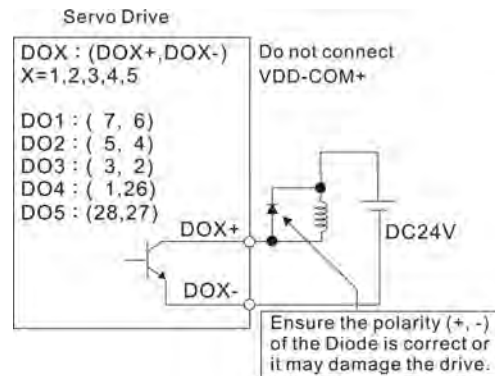 Servo Drive
DOX : (DOX+,DOX-)
X=1,2,3,4,5
Do not connect
VDD-COM+
DO1 : ( 7, 6)
DO2 : ( 5, 4)
DO3 : ( 3, 2)
DO4 : ( 1,26)
DO5 : (28,27)
DOX+
DC24V
DOX-
Ensure the polarity (+, -)
of the Diode is correct or
it may damage the drive.